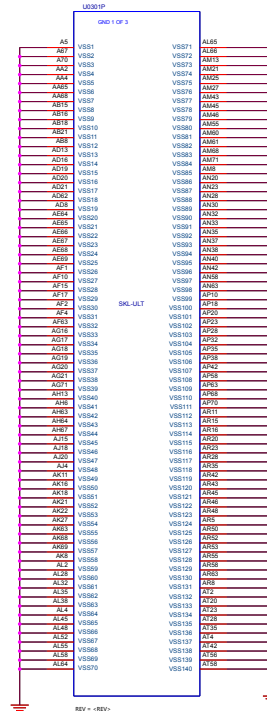 U0301P
GND 1 OF 3
A5 VSS1 VSS71 AL65
A67 VSS2 VSS72 AL66
A70 VSS3 VSS73 AM13
AA2 VSS4 VSS74 AM21
AA4 VSS5 VSS75 AM25
AA65 VSS6 VSS76 AM27
AA68 VSS7 VSS77 AM43
AB15 VSS8 VSS78 AM45
AB16 VSS9 VSS79 AM46
AB18 VSS10 VSS80 AM55
AB21 VSS11 VSS81 AM60
AB8 VSS12 VSS82 AM61
AD13 VSS13 VSS83 AM68
AD16 VSS14 VSS84 AM71
AD19 VSS15 VSS85 AM8
AD20 VSS16 VSS86 AN20
AD21 VSS17 VSS87 AN23
AD62 VSS18 VSS88 AN28
AD8 VSS19 VSS89 AN30
AE64 VSS20 VSS90 AN32
AE65 VSS21 VSS91 AN33
AE66 VSS22 VSS92 AN35
AE67 VSS23 VSS93 AN37
AE68 VSS24 VSS94 AN38
AE69 VSS25 VSS95 AN40
AF1 VSS26 VSS96 AN42
AF10 VSS27 VSS97 AN58
AF15 VSS28 VSS98 AN63
AF17 VSS29 VSS99 AP10
AF2 VSS30 SKL-ULT VSS100 AP18
AF4 VSS31 VSS101 AP20
AF63 VSS32 VSS102 AP23
AG16 VSS33 VSS103 AP28
AG17 VSS34 VSS104 AP32
AG18 VSS35 VSS105 AP35
AG19 VSS36 VSS106 AP38
AG20 VSS37 VSS107 AP42
AG21 VSS38 VSS108 AP58
AG71 VSS39 VSS109 AP63
AH13 VSS40 VSS110 AP68
AH6 VSS41 VSS111 AP70
AH63 VSS42 VSS112 AR11
AH64 VSS43 VSS113 AR15
AH67 VSS44 VSS114 AR16
AJ15 VSS45 VSS115 AR20
AJ18 VSS46 VSS116 AR23
AJ20 VSS47 VSS117 AR28
AJ4 VSS48 VSS118 AR35
AK11 VSS49 VSS119 AR42
AK16 VSS50 VSS120 AR43
AK18 VSS51 VSS121 AR45
AK21 VSS52 VSS122 AR46
AK22 VSS53 VSS123 AR48
AK27 VSS54 VSS124 AR5
AK63 VSS55 VSS125 AR50
AK68 VSS56 VSS126 AR52
AK69 VSS57 VSS127 AR53
AK8 VSS58 VSS128 AR55
AL2 VSS59 VSS129 AR58
AL28 VSS60 VSS130 AR63
AL32 VSS61 VSS131 AR8
AL35 VSS62 VSS132 AT2
AL38 VSS63 VSS133 AT20
AL4 VSS64 VSS134 AT23
AL45 VSS65 VSS135 AT28
AL48 VSS66 VSS136 AT35
AL52 VSS67 VSS137 AT4
AL55 VSS68 VSS138 AT42
AL58 VSS69 VSS139 AT56
AL64 VSS70 VSS140 AT58
REV = <REV>